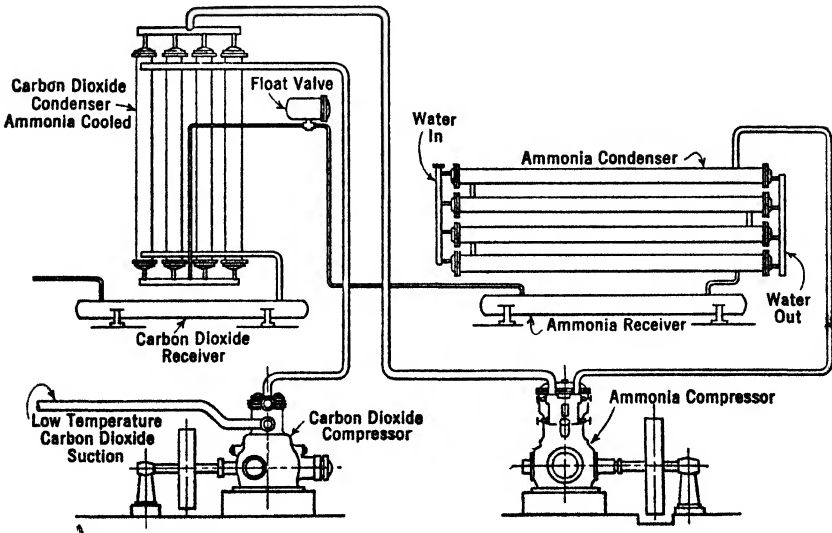 Carbon Dioxide
Condenser
Ammonia Cooled
Float Valve
Water
In
Ammonia Condenser
Water
Out
Ammonia Receiver
Carbon Dioxide
Receiver
Low Temperature
Carbon Dioxide
Suction
Carbon Dioxide
Compressor
Ammonia Compressor